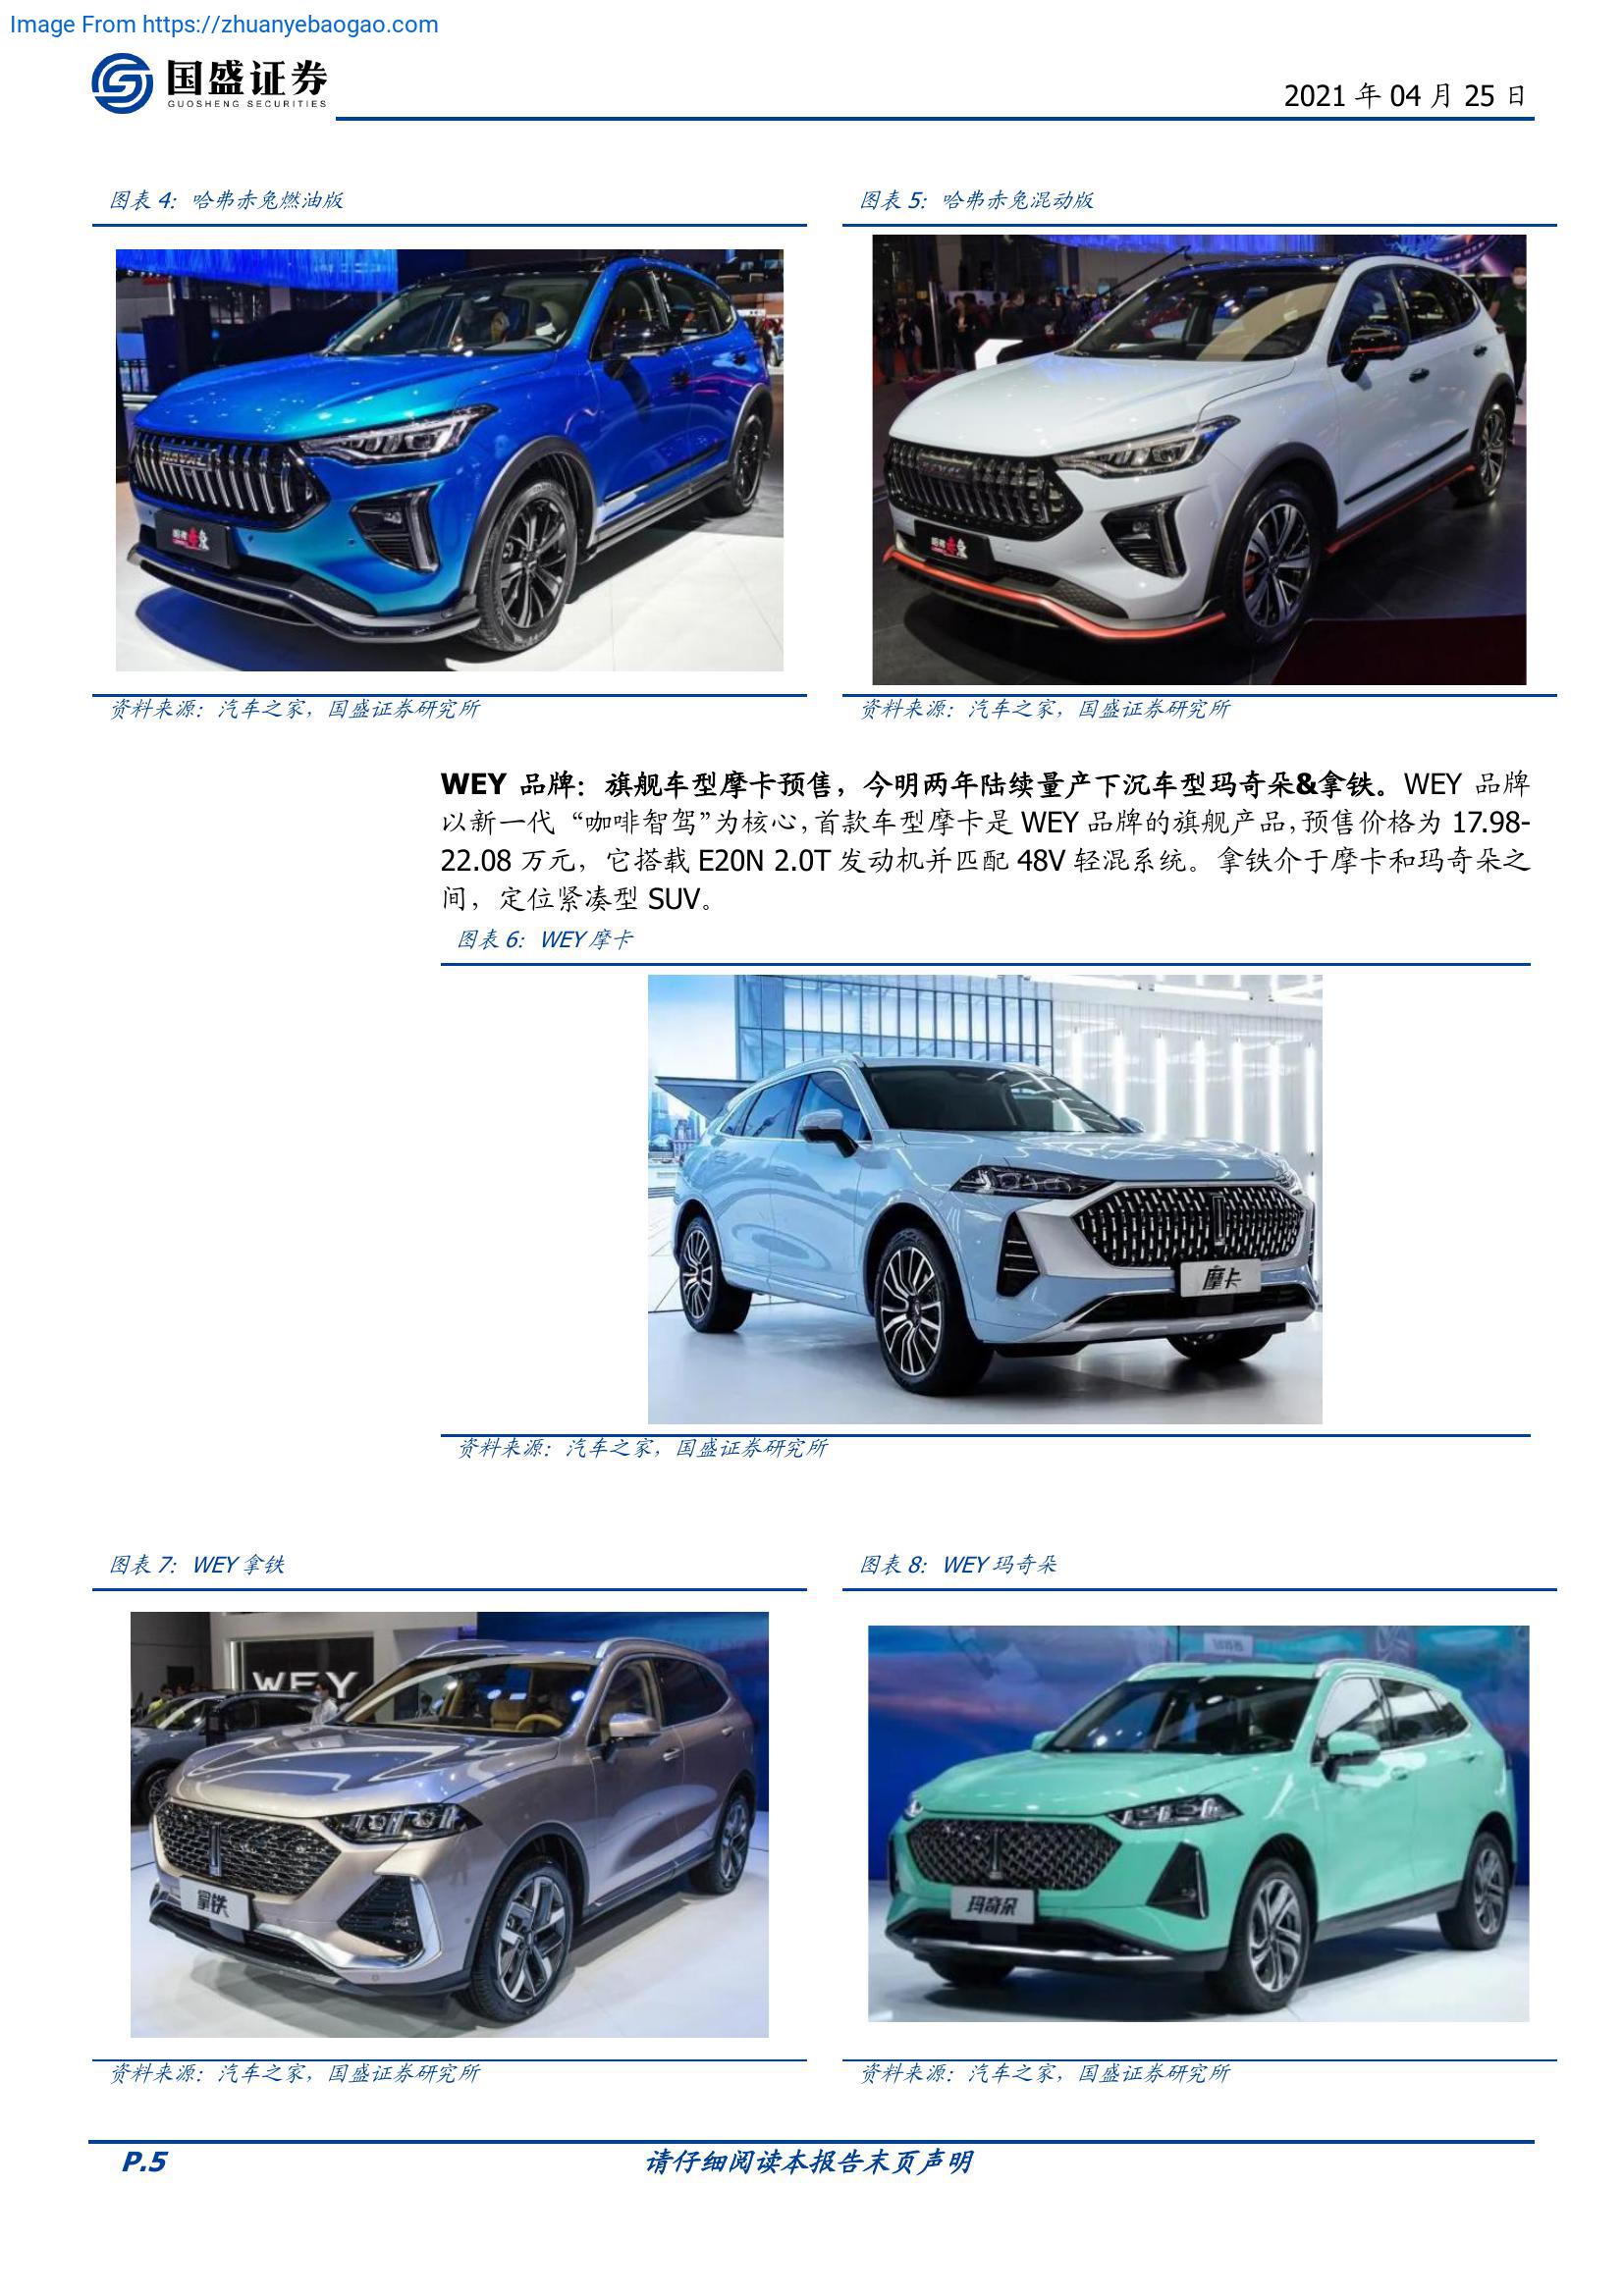 Image From https://zhuanyebaogao.com
国盛证券
GUOSHENG SECURITIES
2021 年 04 月 25 日
图表 4：哈弗赤兔燃油版
图表 5：哈弗赤兔混动版
HAVAL
哈弗赤兔
赤兔
资料来源：汽车之家，国盛证券研究所
资料来源：汽车之家，国盛证券研究所
WEY 品牌：旗舰车型摩卡预售，今明两年陆续量产下沉车型玛奇朵&拿铁。WEY 品牌
以新一代“咖啡智驾”为核心，首款车型摩卡是 WEY 品牌的旗舰产品，预售价格为 17.98-
22.08 万元，它搭载 E20N 2.0T 发动机并匹配 48V 轻混系统。拿铁介于摩卡和玛奇朵之
间，定位紧凑型 SUV。
图表 6：WEY 摩卡
摩卡
资料来源：汽车之家，国盛证券研究所
图表 7：WEY 拿铁
图表 8：WEY 玛奇朵
WEY
拿铁
玛奇朵
资料来源：汽车之家，国盛证券研究所
资料来源：汽车之家，国盛证券研究所
P.5
请仔细阅读本报告末页声明